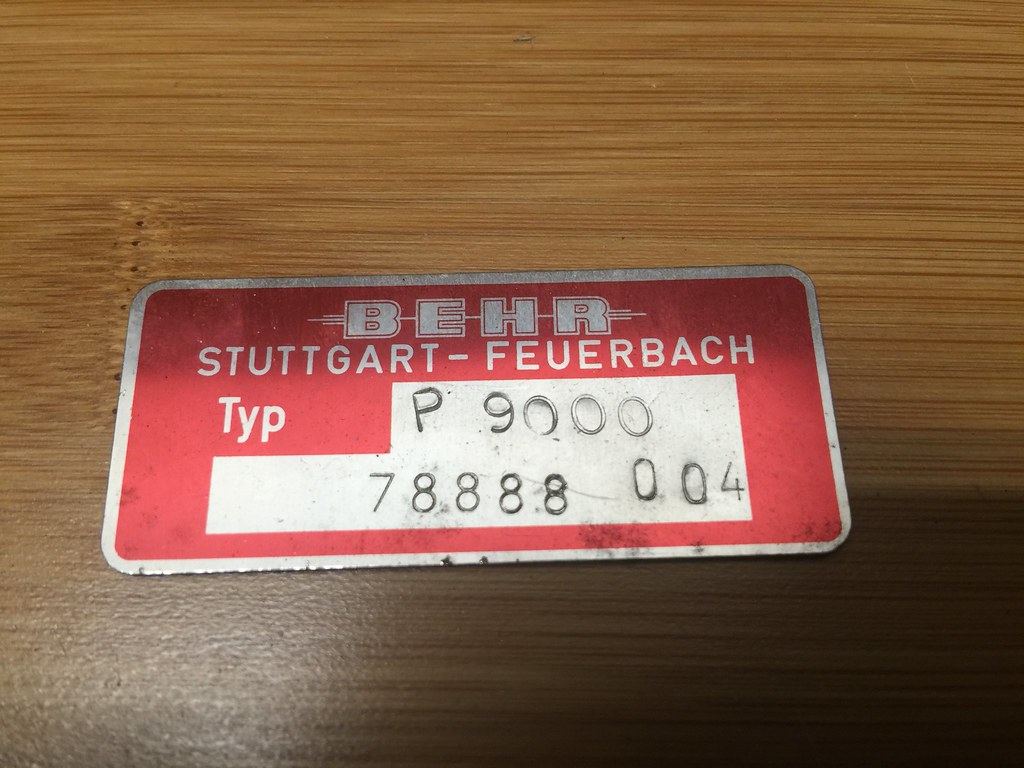 BEHR
STUTTGART - FEUERBACH
Typ P 9000
78888 004